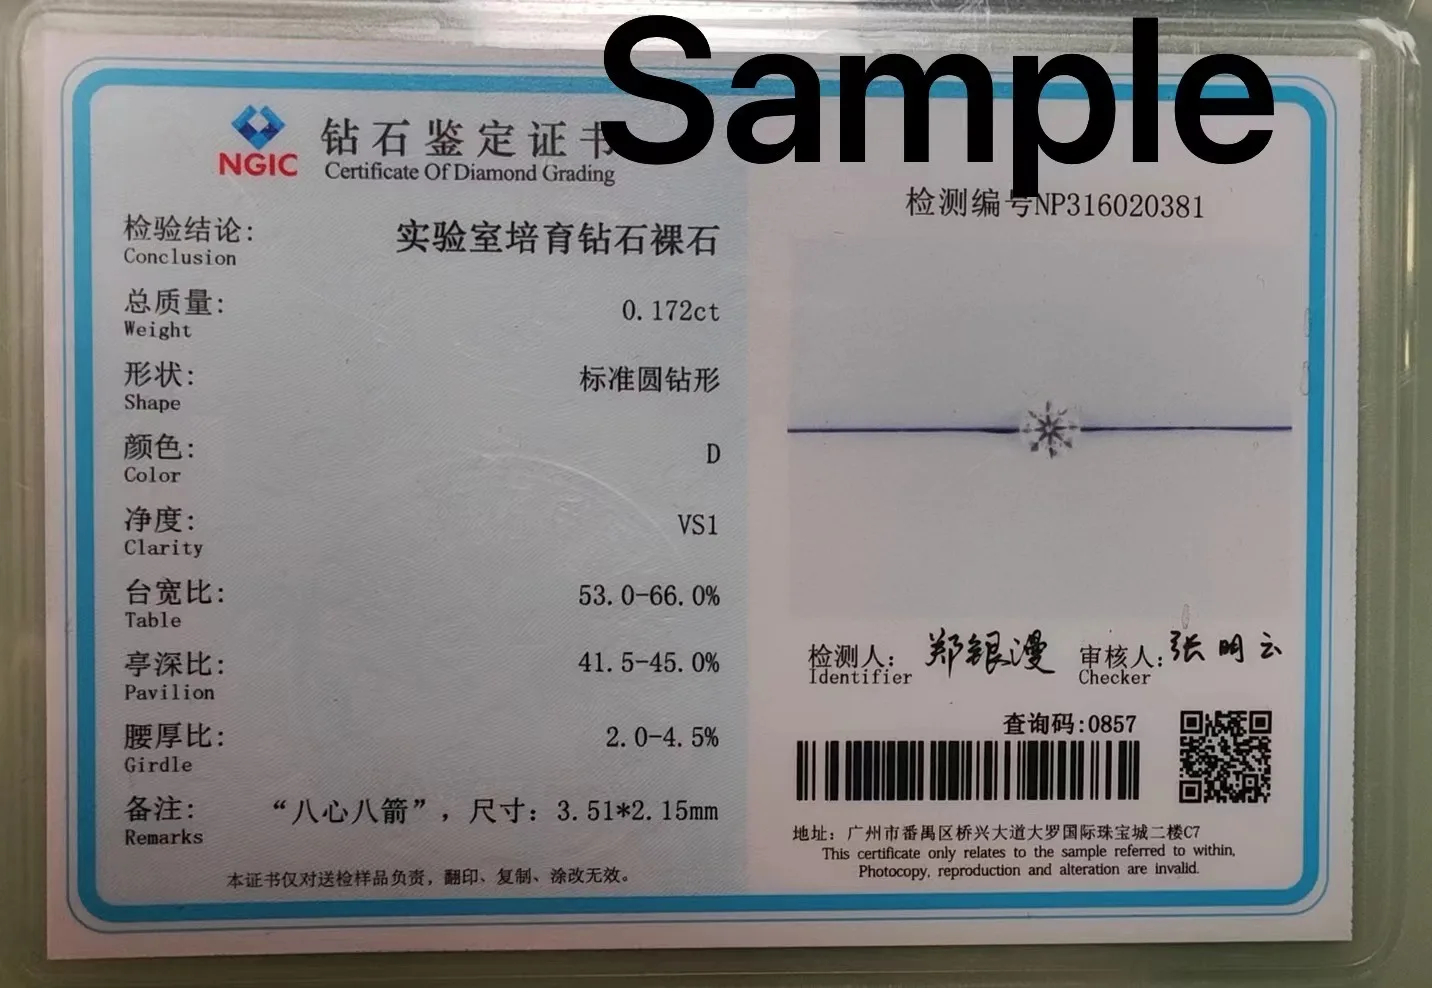 Sample
NGIC
钻石鉴定证书
Certificate Of Diamond Grading
检验结论: 实验室培育钻石裸石
Conclusion
总质量: 0.172ct
Weight
形状: 标准圆钻形
Shape
颜色: D
Color
净度: VS1
Clarity
台宽比: 53.0-66.0%
Table
亭深比: 41.5-45.0%
Pavilion
腰厚比: 2.0-4.5%
Girdle
备注: “八心八箭”，尺寸：3.51*2.15mm
Remarks
本证书仅对送检样品负责，翻印、复制、涂改无效。
检测编号NP316020381
检测人: 郑银漫 审核人: 张明云
Identifier Checker
查询码:0857
地址：广州市番禺区桥兴大道大罗国际珠宝城二楼C7
This certificate only relates to the sample referred to within,
Photocopy, reproduction and alteration are invalid.